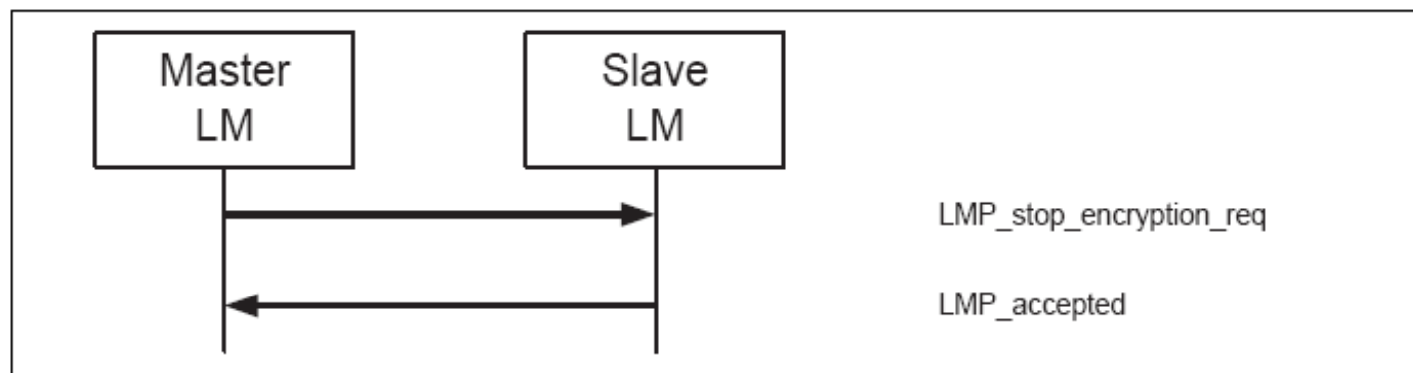 Master
LM
Slave
LM
LMP_stop_encryption_req
LMP_accepted